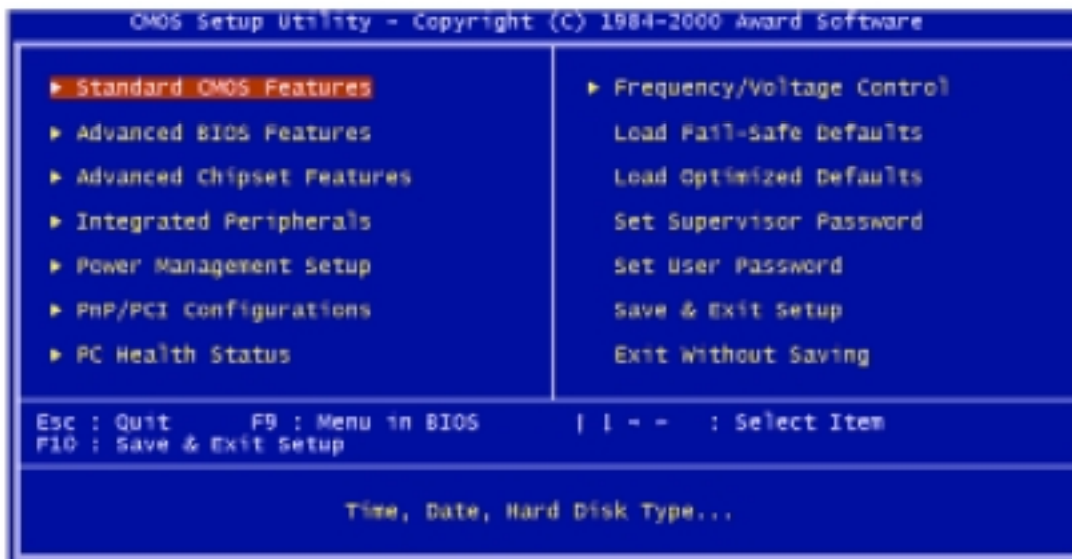 CMOS Setup Utility - Copyright (C) 1984-2000 Award Software
▸ Standard CMOS Features
▸ Advanced BIOS Features
▸ Advanced Chipset Features
▸ Integrated Peripherals
▸ Power Management Setup
▸ PnP/PCI Configurations
▸ PC Health Status
▸ Frequency/Voltage Control
Load Fail-Safe Defaults
Load Optimized Defaults
Set Supervisor Password
Set User Password
Save & Exit Setup
Exit Without Saving
Esc : Quit F9 : Menu in BIOS : Select Item
F10 : Save & Exit Setup
Time, Date, Hard Disk Type...